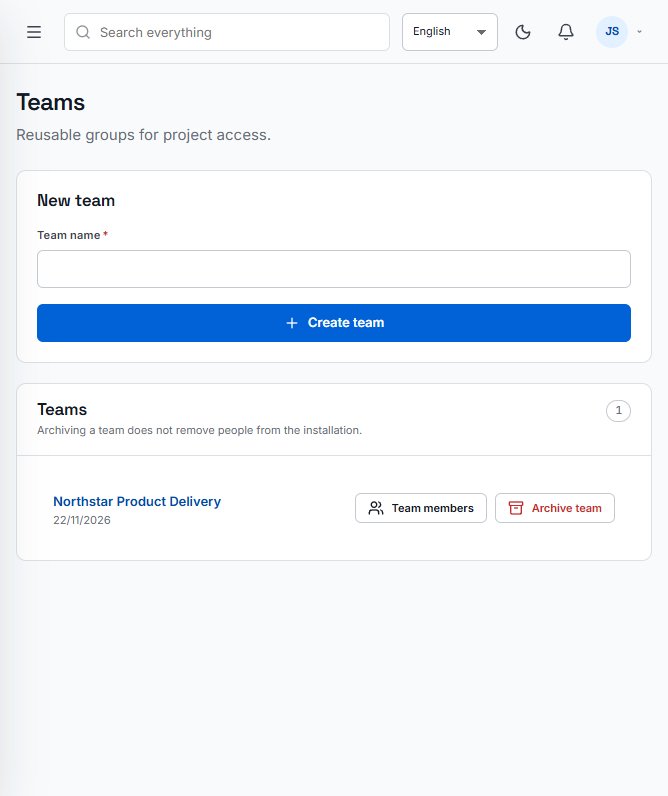 Search everything
English
JS
Teams
Reusable groups for project access.
New team
Team name *
Create team
Teams
1
Archiving a team does not remove people from the installation.
Northstar Product Delivery
Team members
Archive team
22/11/2026